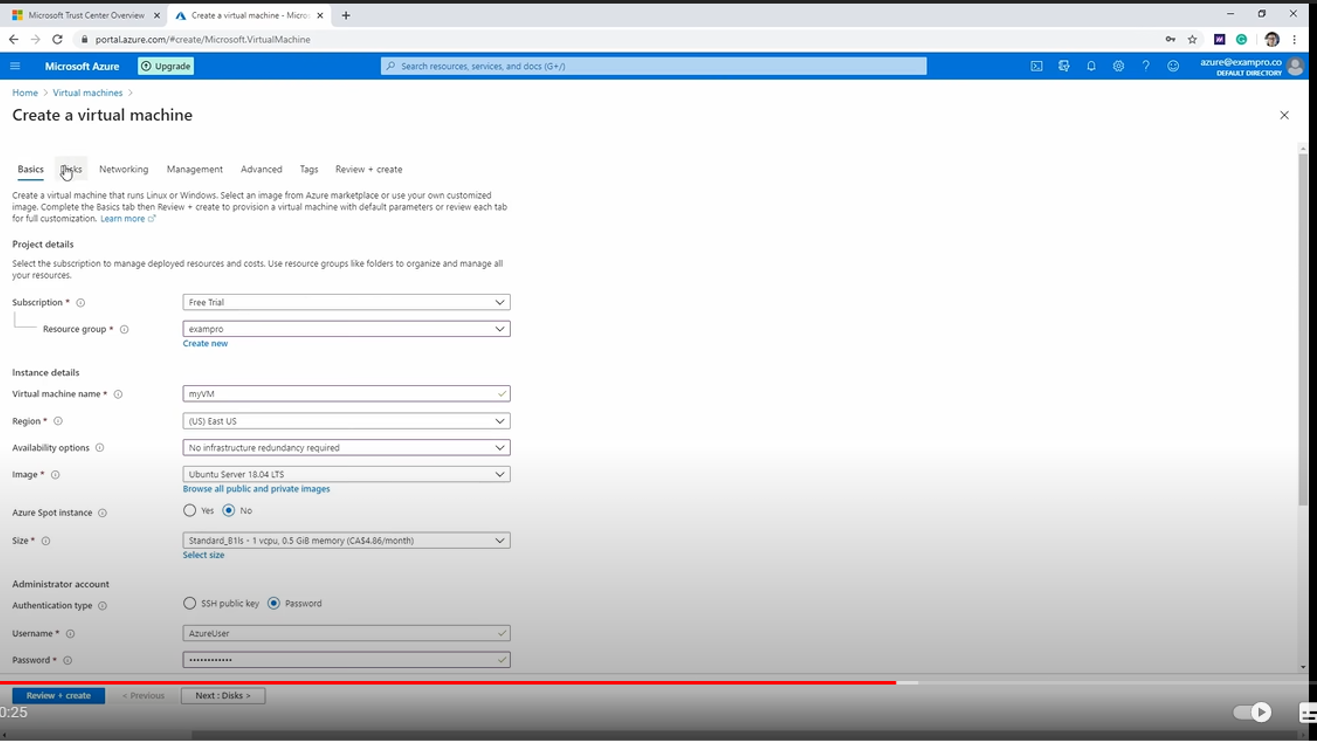 Microsoft Trust Center Overview
Create a virtual machine - Micros
portal.azure.com/#create/Microsoft.VirtualMachine
Microsoft Azure
Upgrade
Search resources, services, and docs (G+/)
azure@exampro.co
DEFAULT DIRECTORY
Home > Virtual machines >
Create a virtual machine
Basics Disks Networking Management Advanced Tags Review + create
Create a virtual machine that runs Linux or Windows. Select an image from Azure marketplace or use your own customized
image. Complete the Basics tab then Review + create to provision a virtual machine with default parameters or review each tab
for full customization. Learn more
Project details
Select the subscription to manage deployed resources and costs. Use resource groups like folders to organize and manage all
your resources.
Subscription * Free Trial
Resource group * exampro
Create new
Instance details
Virtual machine name * myVM
Region * (US) East US
Availability options No infrastructure redundancy required
Image * Ubuntu Server 18.04 LTS
Browse all public and private images
Azure Spot instance Yes No
Size * Standard_B1ls - 1 vcpu, 0.5 GiB memory (CA$4.86/month)
Select size
Administrator account
Authentication type SSH public key Password
Username * AzureUser
Password * ••••••••••••
Review + create < Previous Next : Disks >
0:25